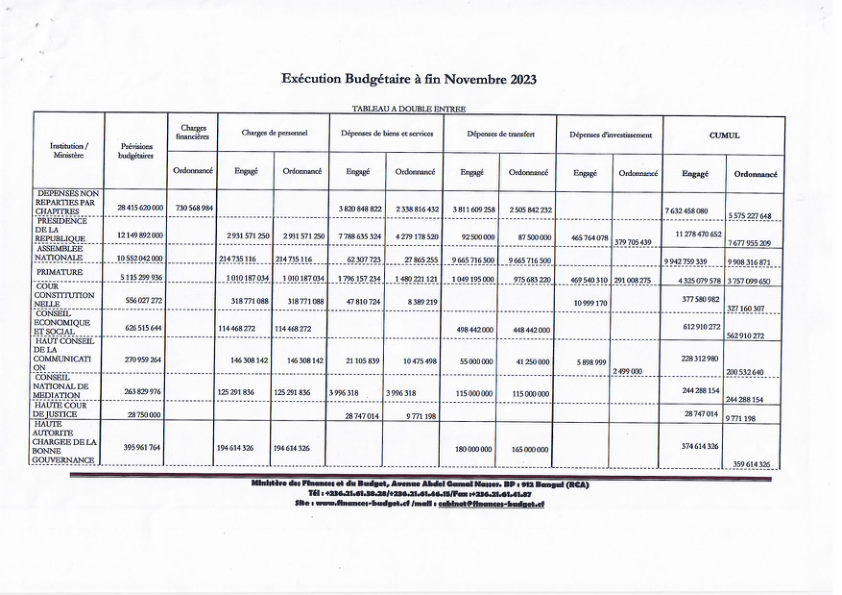 Exécution Budgétaire à fin Novembre 2023
TABLEAU A DOUBLE ENTREE
Institution / Ministère | Prévisions budgétaires | Charges financières | Charges de personnel | Dépenses de biens et services | Dépenses de transfert | Dépenses d'investissement | CUMUL
Ordonnancé | Engagé | Ordonnancé | Engagé | Ordonnancé | Engagé | Ordonnancé | Engagé | Ordonnancé | Engagé | Ordonnancé
DEPENSES NON
REPARTIES PAR
CHAPITRES 28 415 620 000 730 568 984 3 820 848 822 2 338 816 432 3 811 609 258 2 505 842 232 7 632 458 080 5 575 227 648
PRESIDENCE
DE LA
REPUBLIQUE 12 149 892 000 2 931 571 250 2 931 571 250 7 788 635 324 4 279 178 520 92 500 000 87 500 000 465 764 078 379 705 439 11 278 470 652 7 677 955 209
ASSEMBLEE
NATIONALE 10 552 042 000 214 735 116 214 735 116 62 307 723 27 865 255 9 665 716 500 9 665 716 500 9 942 759 339 9 908 316 871
PRIMATURE 5 115 299 936 1 010 187 034 1 010 187 034 1 796 157 234 1 480 221 121 1 049 195 000 975 683 220 469 540 310 291 008 275 4 325 079 578 3 757 099 650
COUR
CONSTITUTION
NELLE 556 027 272 318 771 088 318 771 088 47 810 724 8 389 219 10 999 170 377 580 982 327 160 307
CONSEIL
ECONOMIQUE
ET SOCIAL 626 515 644 114 468 272 114 468 272 498 442 000 448 442 000 612 910 272 562 910 272
HAUT CONSEIL
DE LA
COMMUNICATI
ON 270 959 264 146 308 142 146 308 142 21 105 839 10 475 498 55 000 000 41 250 000 5 898 999 2 499 000 228 312 980 200 532 640
CONSEIL
NATIONAL DE
MEDIATION 263 829 976 125 291 836 125 291 836 3 996 318 3 996 318 115 000 000 115 000 000 244 288 154 244 288 154
HAUTE COUR
DE JUSTICE 28 750 000 28 747 014 9 771 198 28 747 014 9 771 198
HAUTE
AUTORITE
CHARGEE DE LA
BONNE
GOUVERNANCE 395 961 764 194 614 326 194 614 326 180 000 000 165 000 000 374 614 326 359 614 326
Ministère des Finances et du Budget, Avenue Abdel Gamal Nasser. BP : 912 Bangui (RCA)
Tél : +236.21.61.38.28/+236.21.61.46.15/Fax :+236.21.61.41.87
Site : www.finances-budget.cf /mail : cabinet@finances-budget.cf